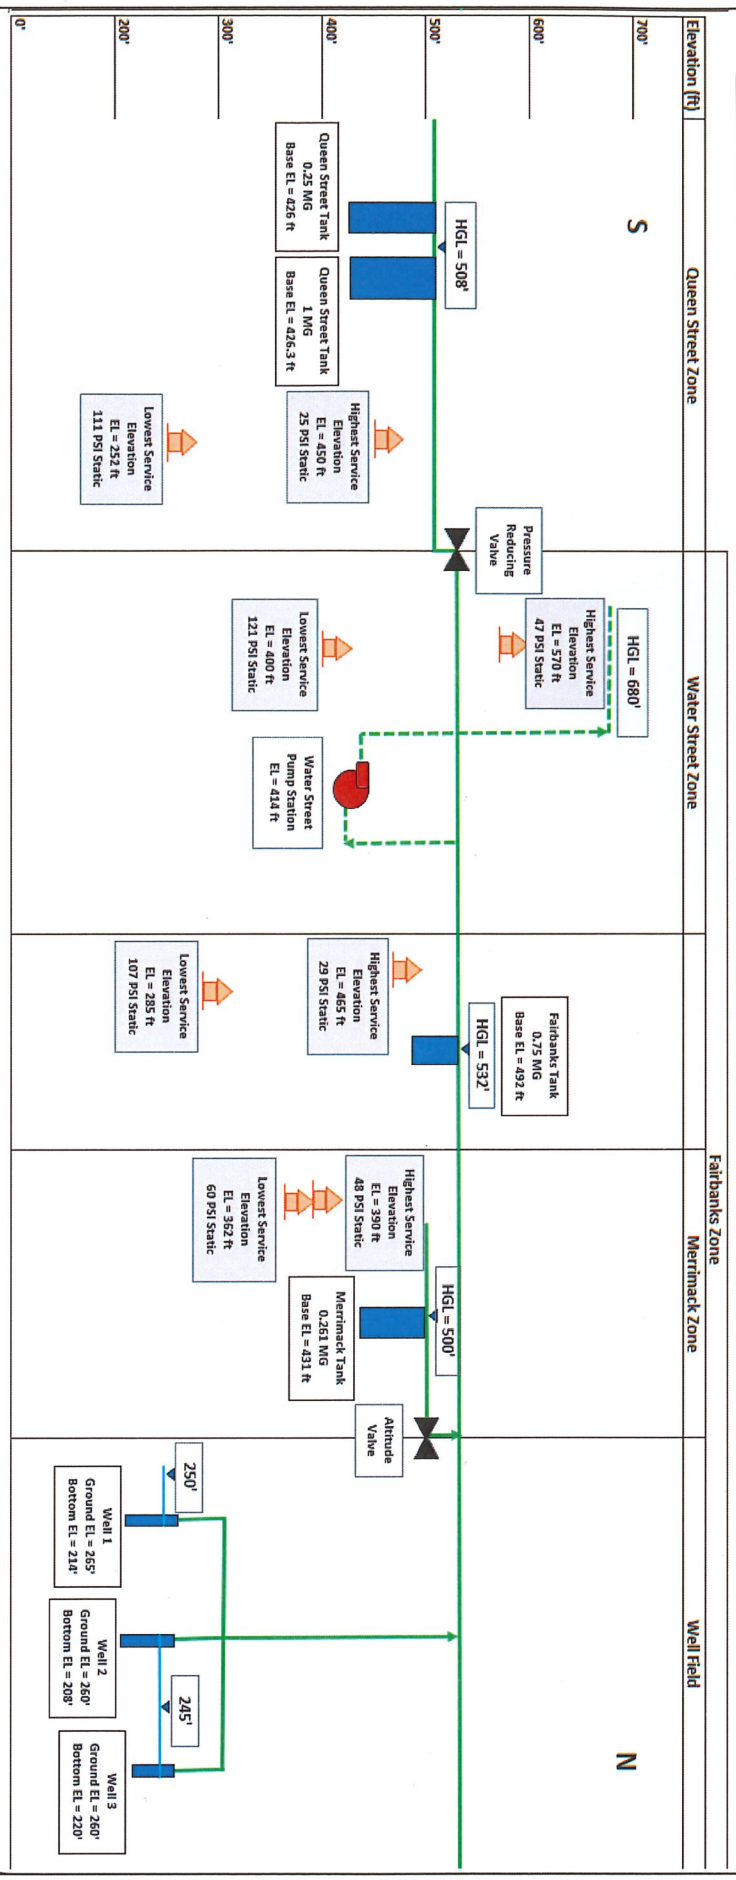 Fairbanks Zone
Elevation (ft)
Queen Street Zone
Water Street Zone
Merrimack Zone
Well Field
700'
600'
500'
400'
300'
200'
0'
S
N
HGL = 508'
Queen Street Tank
0.25 MG
Base EL = 426 ft
Queen Street Tank
1 MG
Base EL = 426.3 ft
Highest Service
Elevation
EL = 450 ft
25 PSI Static
Lowest Service
Elevation
EL = 252 ft
111 PSI Static
Pressure
Reducing
Valve
HGL = 680'
Highest Service
Elevation
EL = 570 ft
47 PSI Static
Lowest Service
Elevation
EL = 400 ft
121 PSI Static
Water Street
Pump Station
EL = 414 ft
Fairbanks Tank
0.75 MG
Base EL = 492 ft
HGL = 532'
Highest Service
Elevation
EL = 465 ft
29 PSI Static
Lowest Service
Elevation
EL = 285 ft
107 PSI Static
HGL = 500'
Highest Service
Elevation
EL = 390 ft
48 PSI Static
Lowest Service
Elevation
EL = 362 ft
60 PSI Static
Merrimack Tank
0.261 MG
Base EL = 431 ft
Altitude
Valve
250'
Well 1
Ground EL = 265'
Bottom EL = 214'
Well 2
Ground EL = 260'
Bottom EL = 208'
245'
Well 3
Ground EL = 260'
Bottom EL = 220'